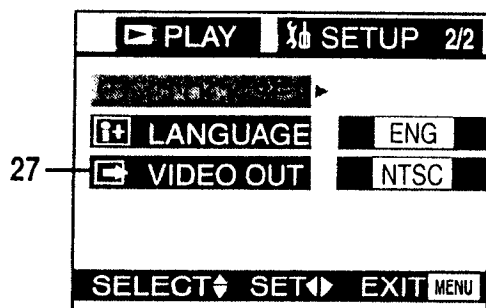 PLAY SETUP 2/2
LANGUAGE ENG
27 VIDEO OUT NTSC
SELECT SET EXIT MENU